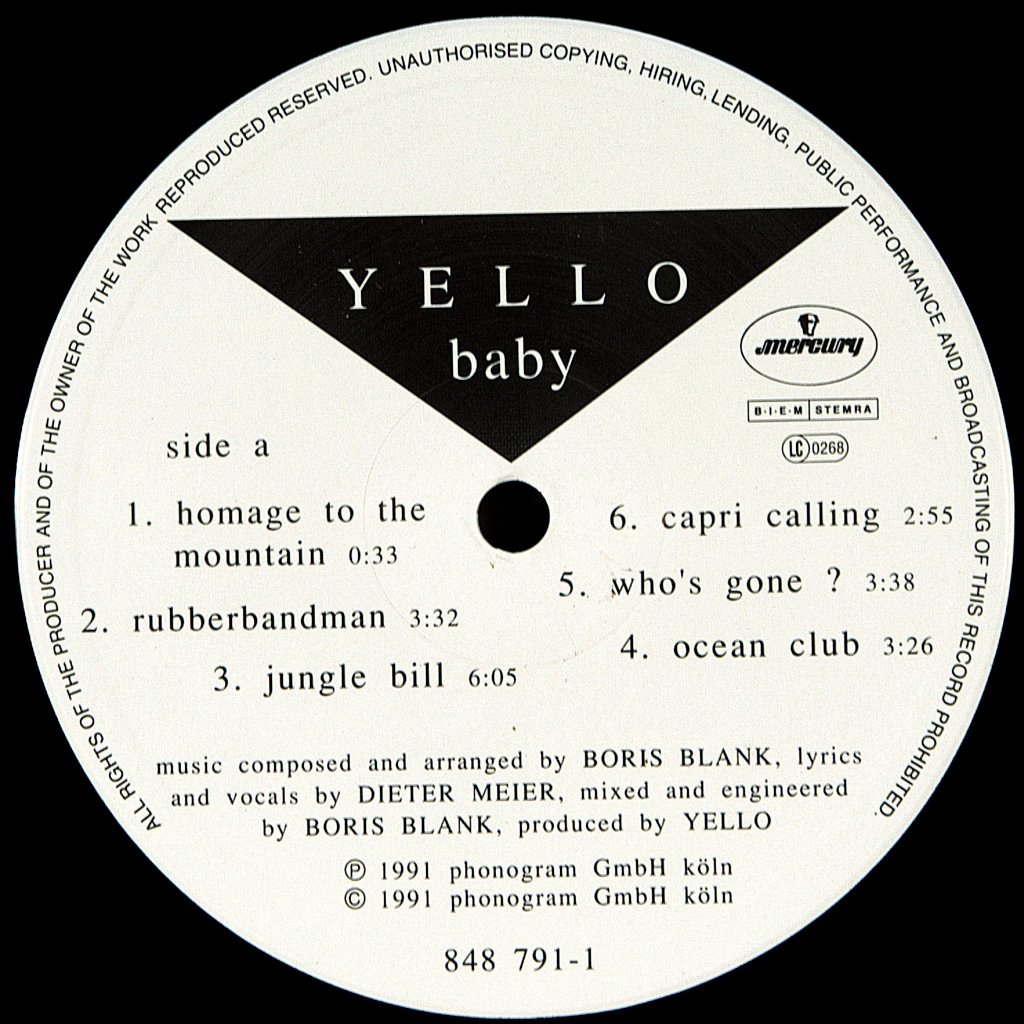 ALL RIGHTS OF THE PRODUCER AND OF THE OWNER OF THE WORK REPRODUCED RESERVED. UNAUTHORISED COPYING, HIRING, LENDING, PUBLIC PERFORMANCE AND BROADCASTING OF THIS RECORD PROHIBITED.
YELLO
baby
mercury
B·I·E·M STEMRA
LC 0268
side a
1. homage to the
mountain 0:33
2. rubberbandman 3:32
3. jungle bill 6:05
6. capri calling 2:55
5. who's gone ? 3:38
4. ocean club 3:26
music composed and arranged by BORIS BLANK, lyrics
and vocals by DIETER MEIER, mixed and engineered
by BORIS BLANK, produced by YELLO
℗ 1991 phonogram GmbH köln
© 1991 phonogram GmbH köln
848 791-1